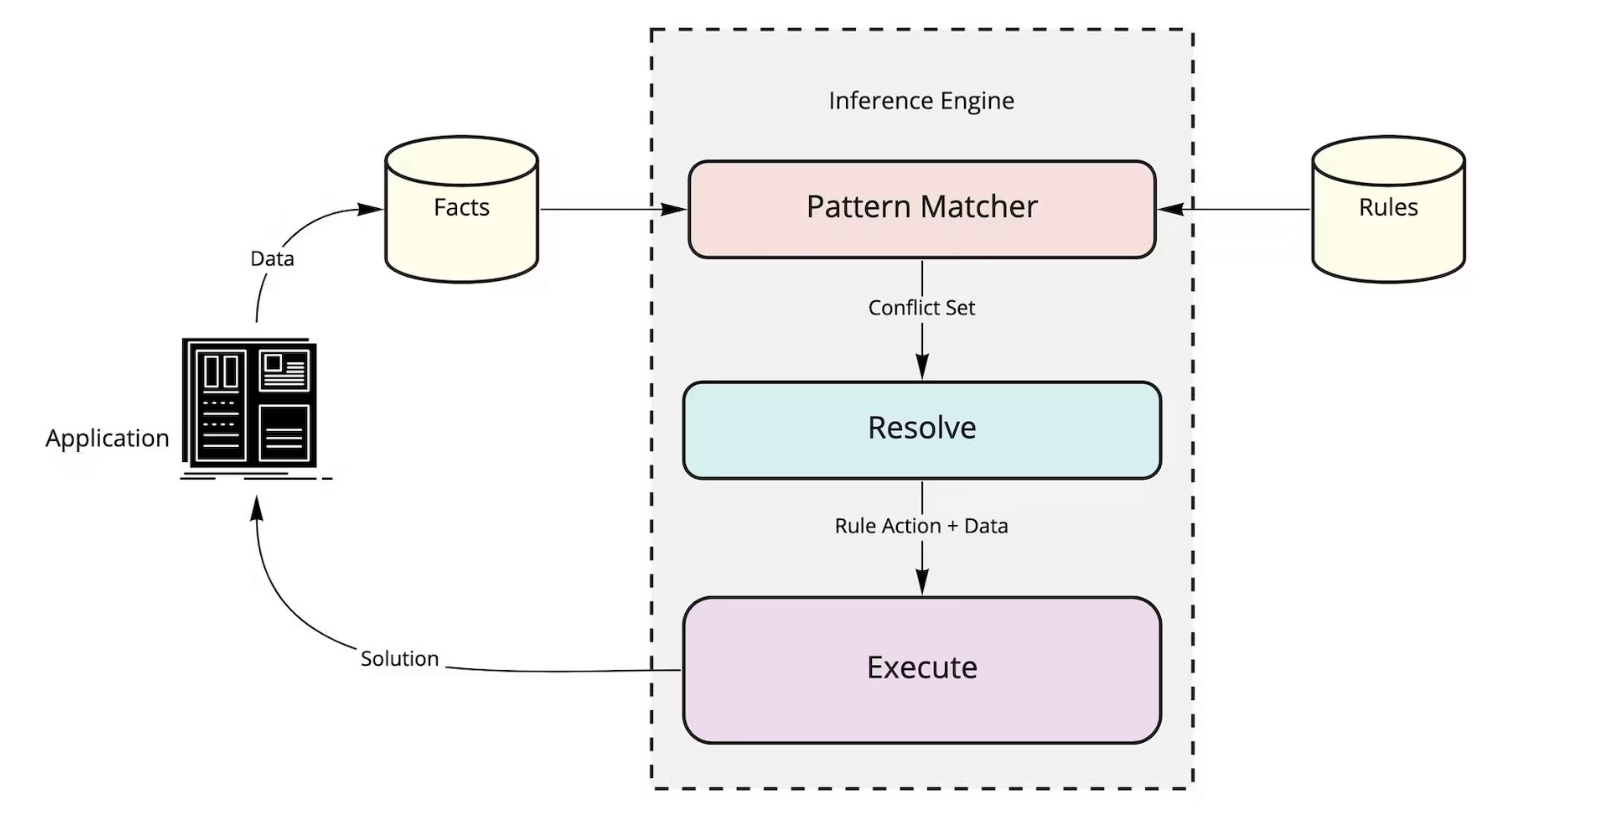 Inference Engine
Facts
Pattern Matcher
Rules
Data
Conflict Set
Application
Resolve
Rule Action + Data
Solution
Execute